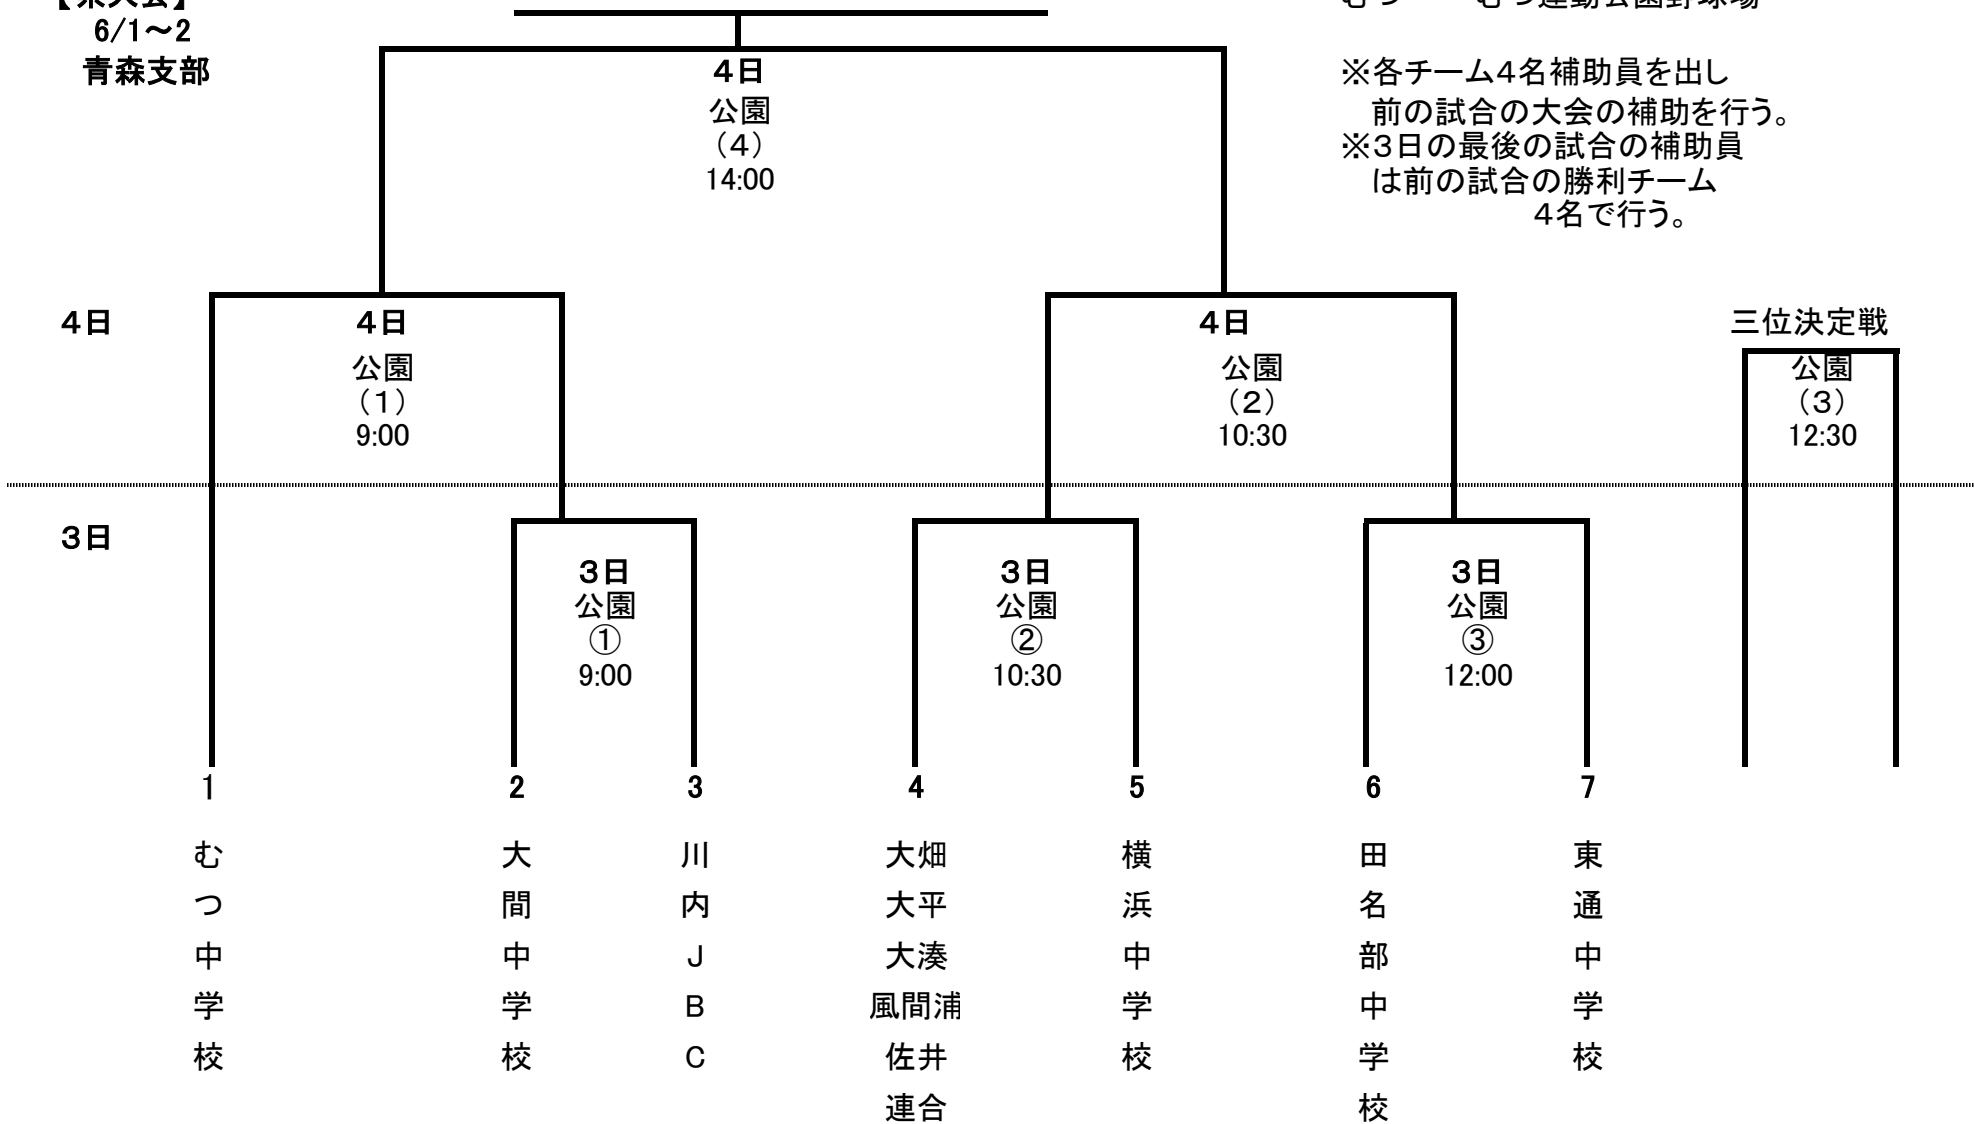 6/1～2
青森支部
※各チーム４名補助員を出し
前の試合の大会の補助を行う。
※３日の最後の試合の補助員
は前の試合の勝利チーム
４名で行う。
４日
公園
（４）
14:00
４日
４日
公園
（１）
9:00
４日
公園
（２）
10:30
三位決定戦
公園
（３）
12:30
３日
３日
公園
①
9:00
３日
公園
②
10:30
３日
公園
③
12:00
1
2
3
4
5
6
7
むつ中学校
大間中学校
川内ＪＢＣ
大畑
大平
大湊
風間浦
佐井
連合
横浜中学校
田名部中学校
東通中学校